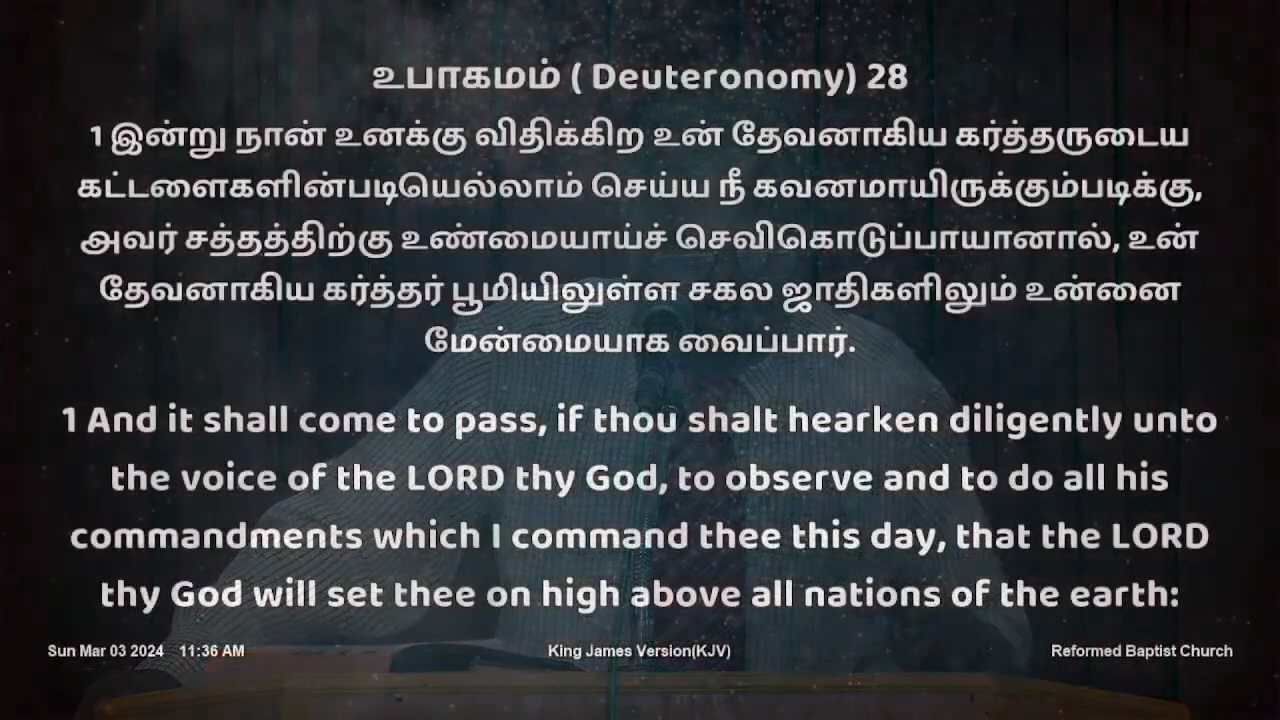 உபாகமம் ( Deuteronomy) 28
1 இன்று நான் உனக்கு விதிக்கிற உன் தேவனாகிய கர்த்தருடைய
கட்டளைகளின்படியெல்லாம் செய்ய நீ கவனமாயிருக்கும்படிக்கு,
அவர் சத்தத்திற்கு உண்மையாய்ச் செவிகொடுப்பாயானால், உன்
தேவனாகிய கர்த்தர் பூமியிலுள்ள சகல ஜாதிகளிலும் உன்னை
மேன்மையாக வைப்பார்.
1 And it shall come to pass, if thou shalt hearken diligently unto
the voice of the LORD thy God, to observe and to do all his
commandments which I command thee this day, that the LORD
thy God will set thee on high above all nations of the earth:
Sun Mar 03 2024 11:36 AM King James Version(KJV) Reformed Baptist Church